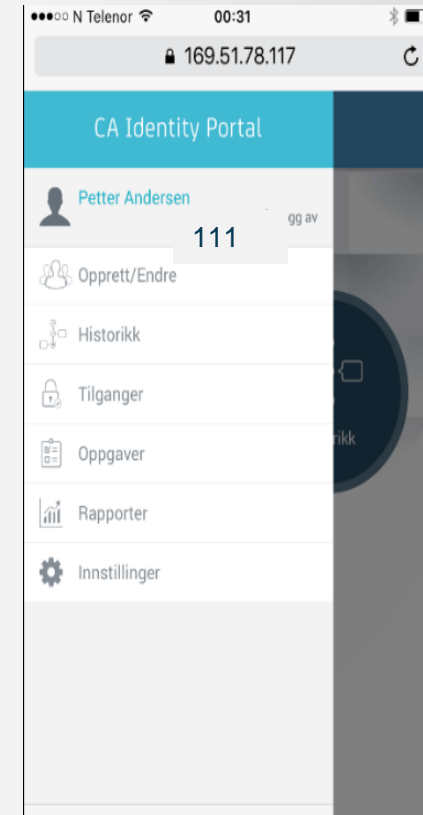 N Telenor 00:31
169.51.78.117
CA Identity Portal
Petter Andersen
gg av
111
Opprett/Endre
Historikk
Tilganger
Oppgaver
Rapporter
Innstillinger
rikk